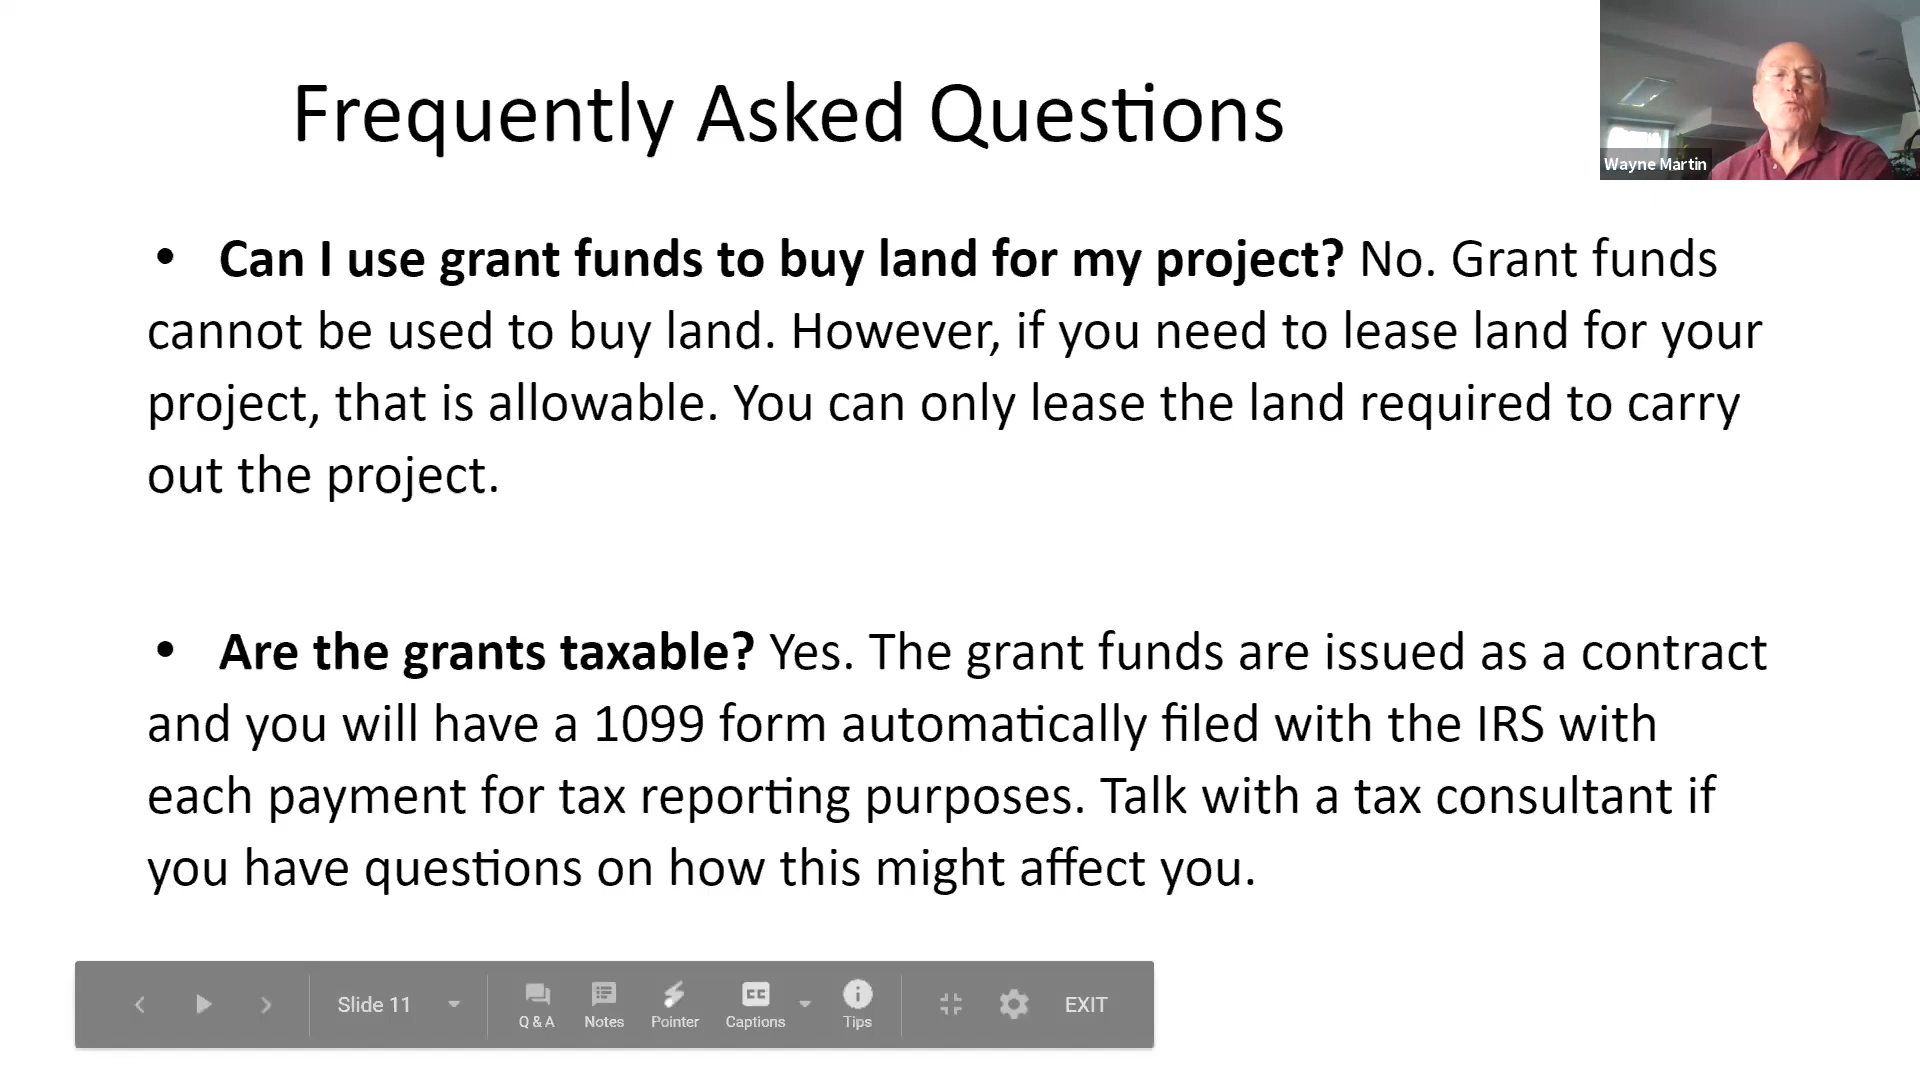 Frequently Asked Questions
Wayne Martin
• Can I use grant funds to buy land for my project? No. Grant funds
cannot be used to buy land. However, if you need to lease land for your
project, that is allowable. You can only lease the land required to carry
out the project.
• Are the grants taxable? Yes. The grant funds are issued as a contract
and you will have a 1099 form automatically filed with the IRS with
each payment for tax reporting purposes. Talk with a tax consultant if
you have questions on how this might affect you.
Slide 11
Q & A
Notes
Pointer
CC
Captions
Tips
EXIT